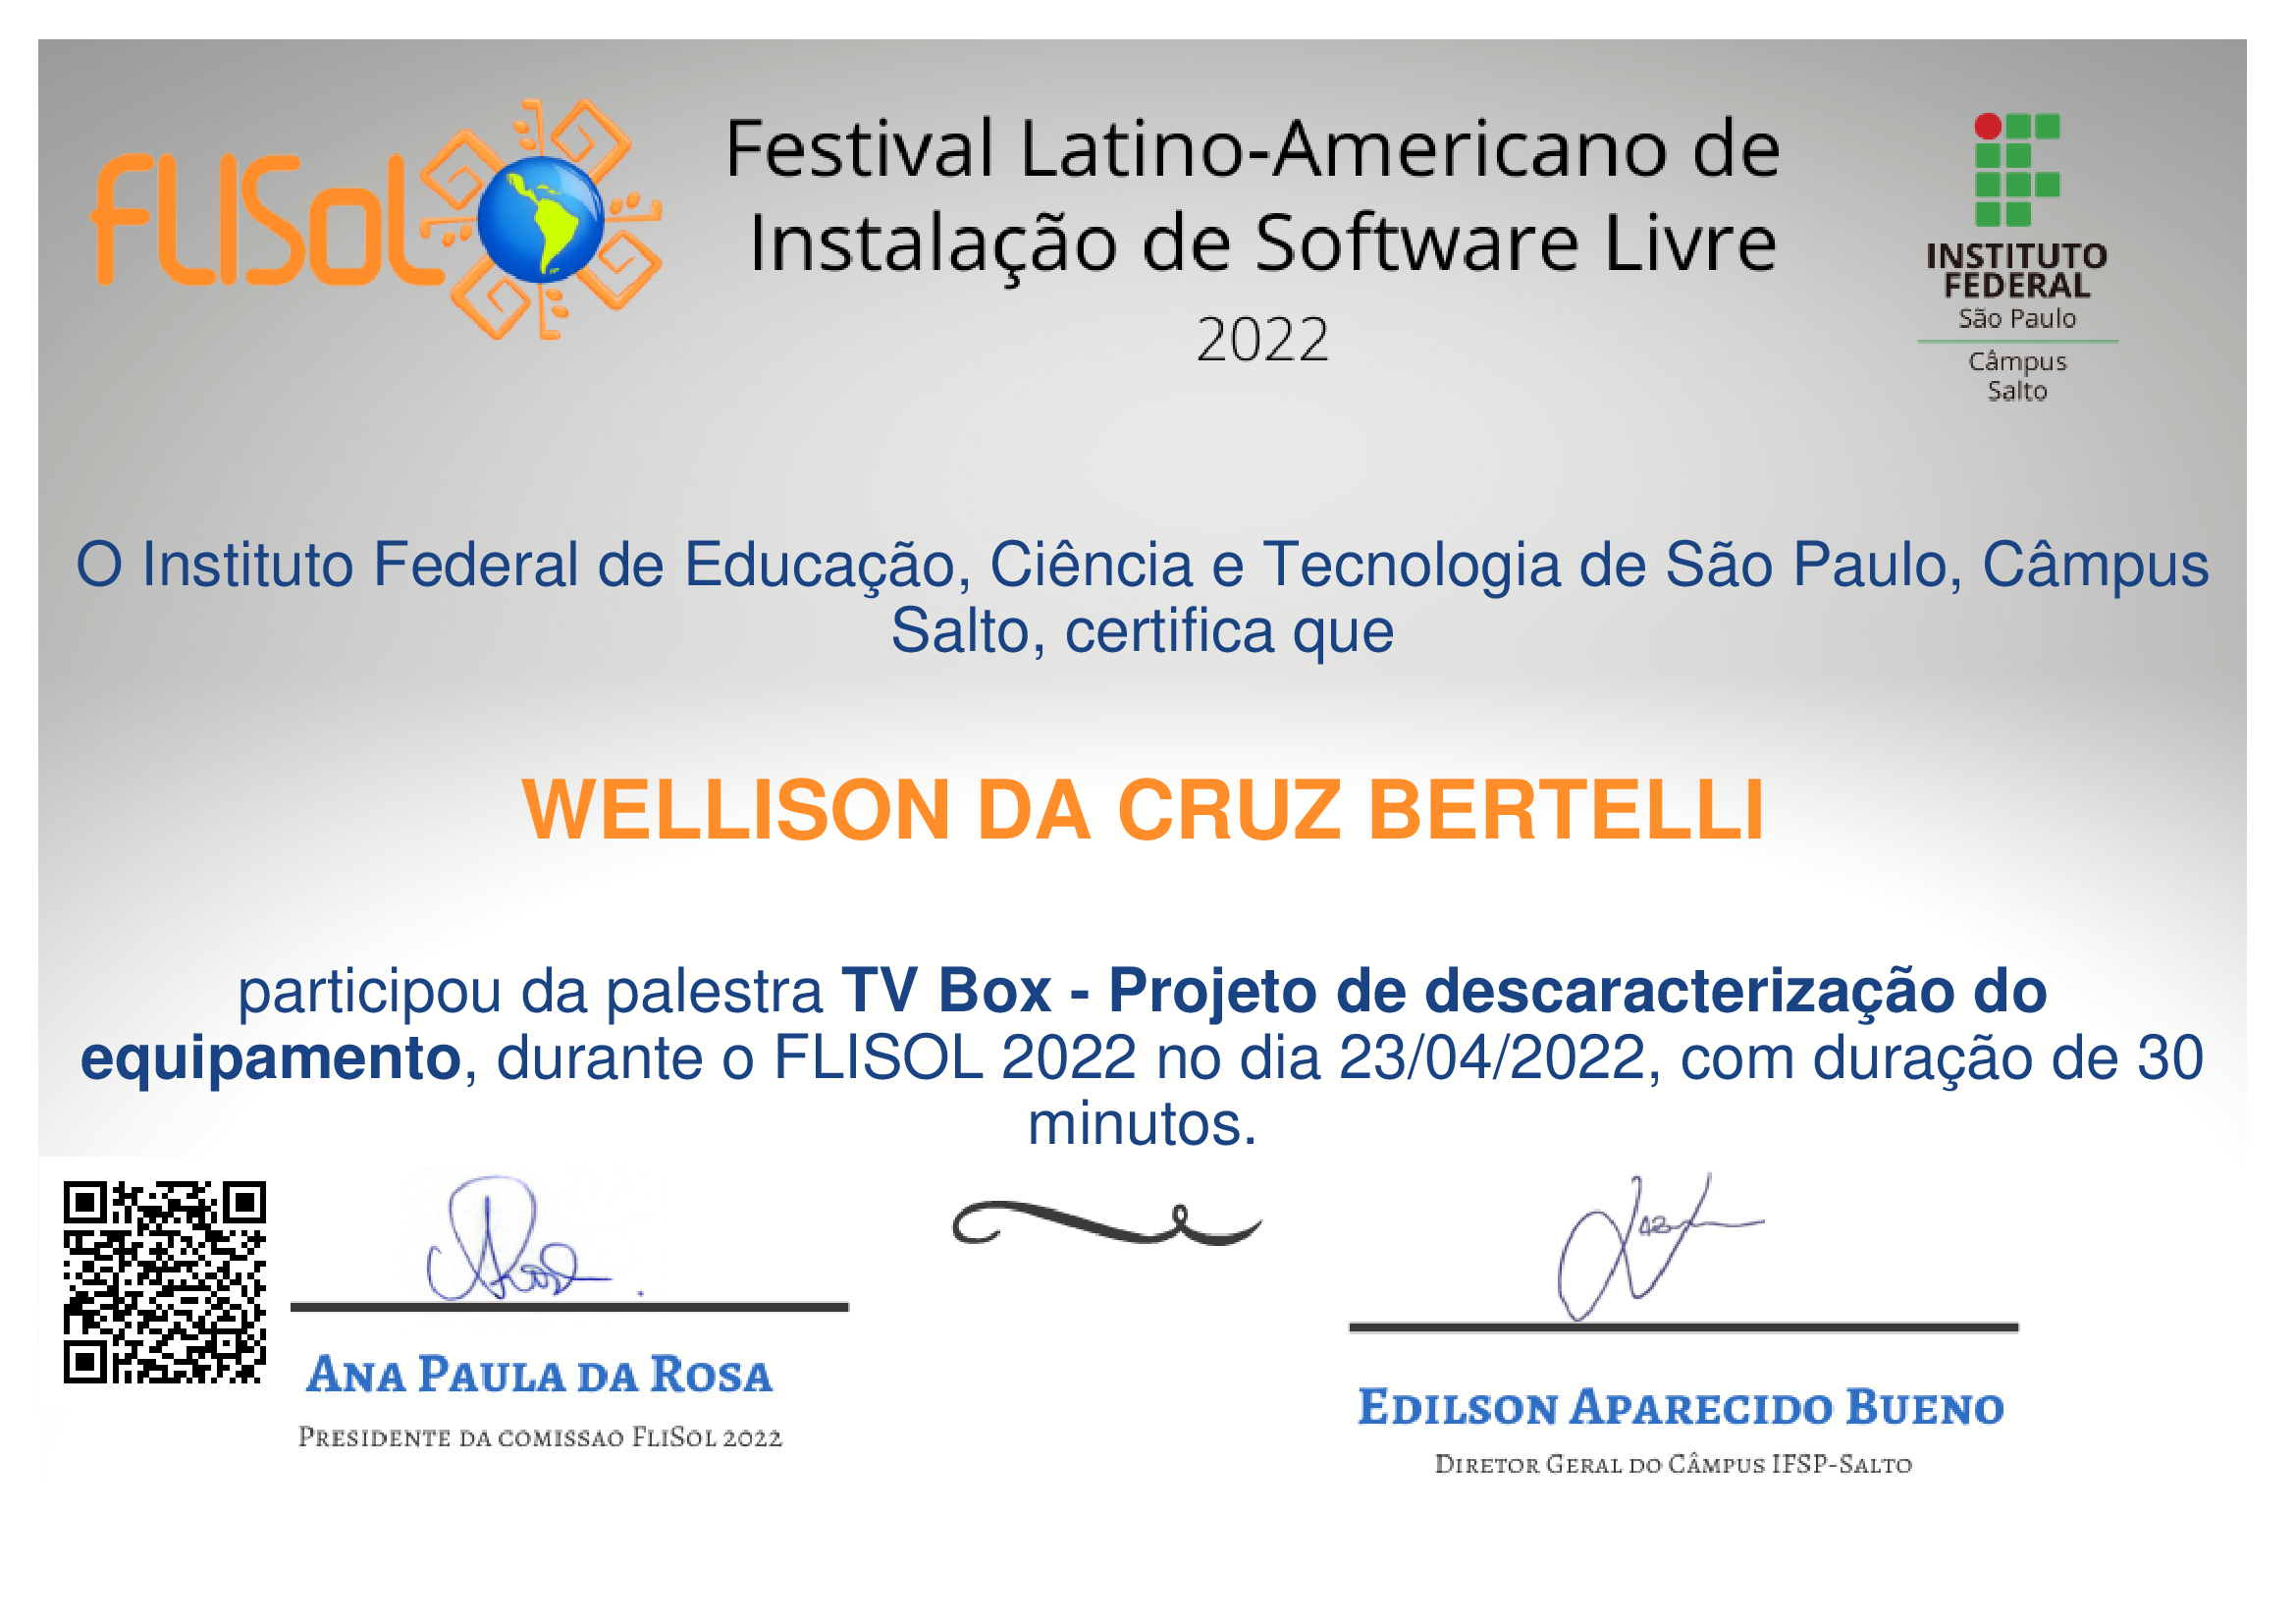 fLISoL
Festival Latino-Americano de
Instalação de Software Livre
2022
INSTITUTO
FEDERAL
São Paulo
Câmpus
Salto
O Instituto Federal de Educação, Ciência e Tecnologia de São Paulo, Câmpus
Salto, certifica que
WELLISON DA CRUZ BERTELLI
participou da palestra TV Box - Projeto de descaracterização do
equipamento, durante o FLISOL 2022 no dia 23/04/2022, com duração de 30
minutos.
ANA PAULA DA ROSA
PRESIDENTE DA COMISSAO FLISOL 2022
EDILSON APARECIDO BUENO
DIRETOR GERAL DO CÂMPUS IFSP-SALTO